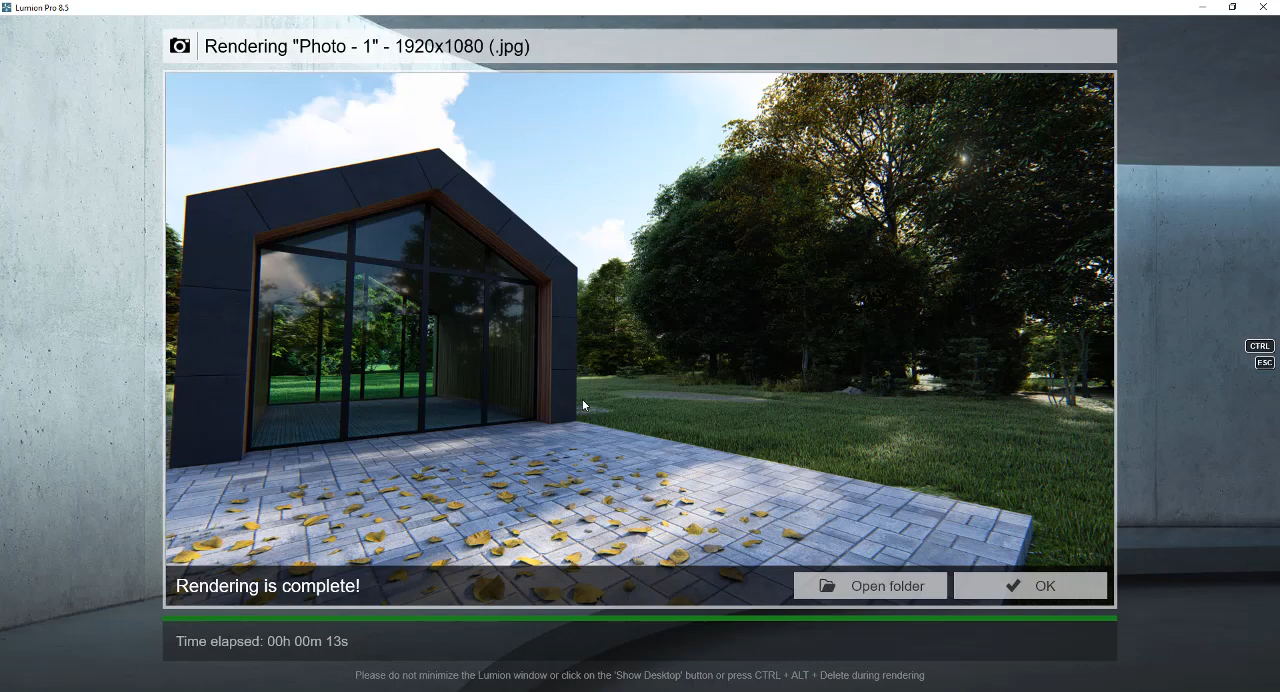 Lumion Pro 8.5
Rendering "Photo - 1" - 1920x1080 (.jpg)
CTRL
ESC
Rendering is complete!
Open folder
OK
Time elapsed: 00h 00m 13s
Please do not minimize the Lumion window or click on the 'Show Desktop' button or press CTRL + ALT + Delete during rendering